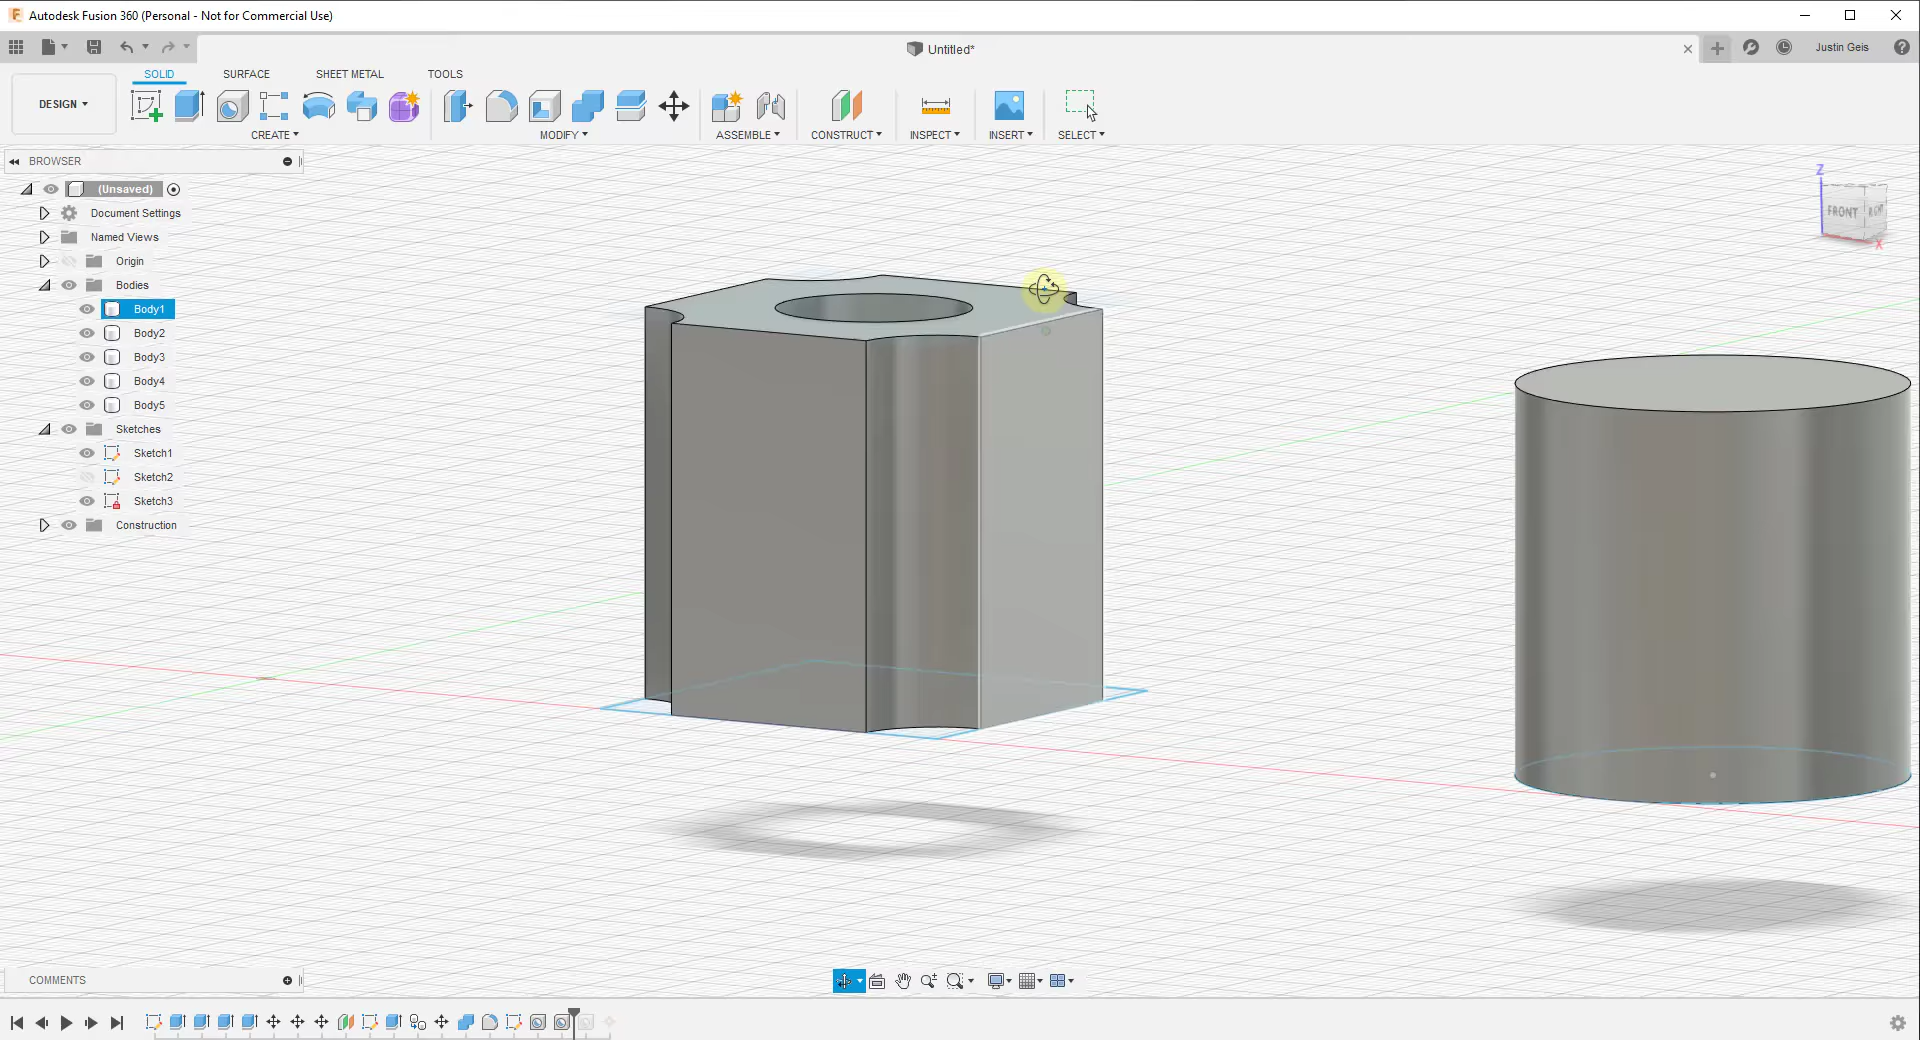 Autodesk Fusion 360 (Personal - Not for Commercial Use)
Untitled*
Justin Geis
DESIGN
SOLID
SURFACE
SHEET METAL
TOOLS
CREATE
MODIFY
ASSEMBLE
CONSTRUCT
INSPECT
INSERT
SELECT
BROWSER
(Unsaved)
Document Settings
Named Views
Origin
Bodies
Body1
Body2
Body3
Body4
Body5
Sketches
Sketch1
Sketch2
Sketch3
Construction
Z
FRONT
RIGHT
X
COMMENTS